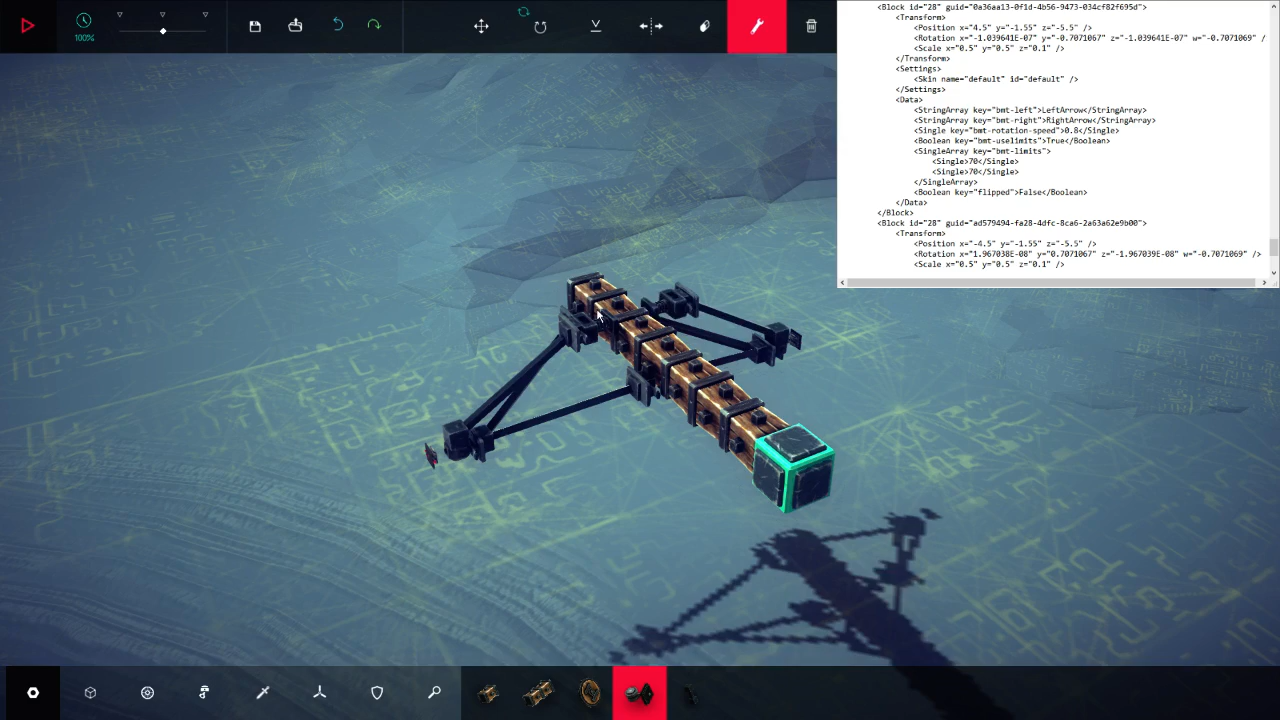 100%
<Block id="28" guid="0a36aa13-0f1d-4b56-9473-034cf82f695d">
<Transform>
<Position x="4.5" y="-1.55" z="-5.5" />
<Rotation x="-1.039641E-07" y="-0.7071067" z="-1.039641E-07" w="-0.7071069" /
<Scale x="0.5" y="0.5" z="0.1" />
</Transform>
<Settings>
<Skin name="default" id="default" />
</Settings>
<Data>
<StringArray key="bmt-left">LeftArrow</StringArray>
<StringArray key="bmt-right">RightArrow</StringArray>
<Single key="bmt-rotation-speed">0.8</Single>
<Boolean key="bmt-uselimits">True</Boolean>
<SingleArray key="bmt-limits">
<Single>70</Single>
<Single>70</Single>
</SingleArray>
<Boolean key="flipped">False</Boolean>
</Data>
</Block>
<Block id="28" guid="ad579494-fa28-4dfc-8ca6-2a63a62e9b00">
<Transform>
<Position x="-4.5" y="-1.55" z="-5.5" />
<Rotation x="1.967038E-08" y="0.7071067" z="-1.967039E-08" w="-0.7071069" />
<Scale x="0.5" y="0.5" z="0.1" />